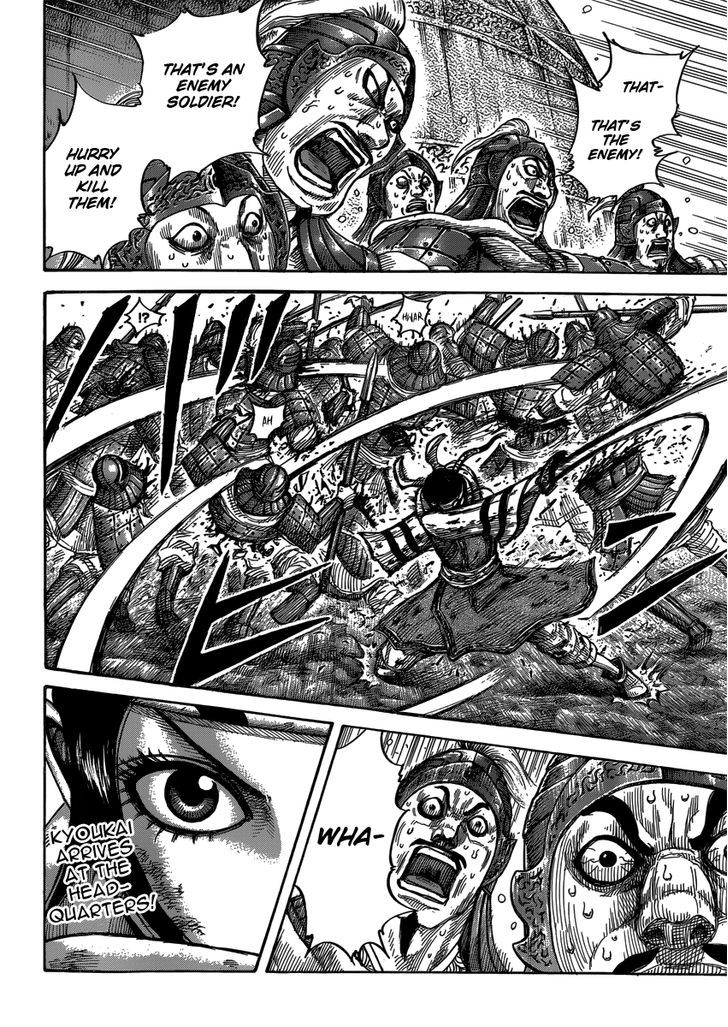 THAT-
THAT'S
THE
ENEMY!
THAT'S AN
ENEMY
SOLDIER!
HURRY
UP AND
KILL
THEM!
HWAR
!?
AH
WHA-
KYOUKAI
ARRIVES
AT THE
HEAD-
QUARTERS!